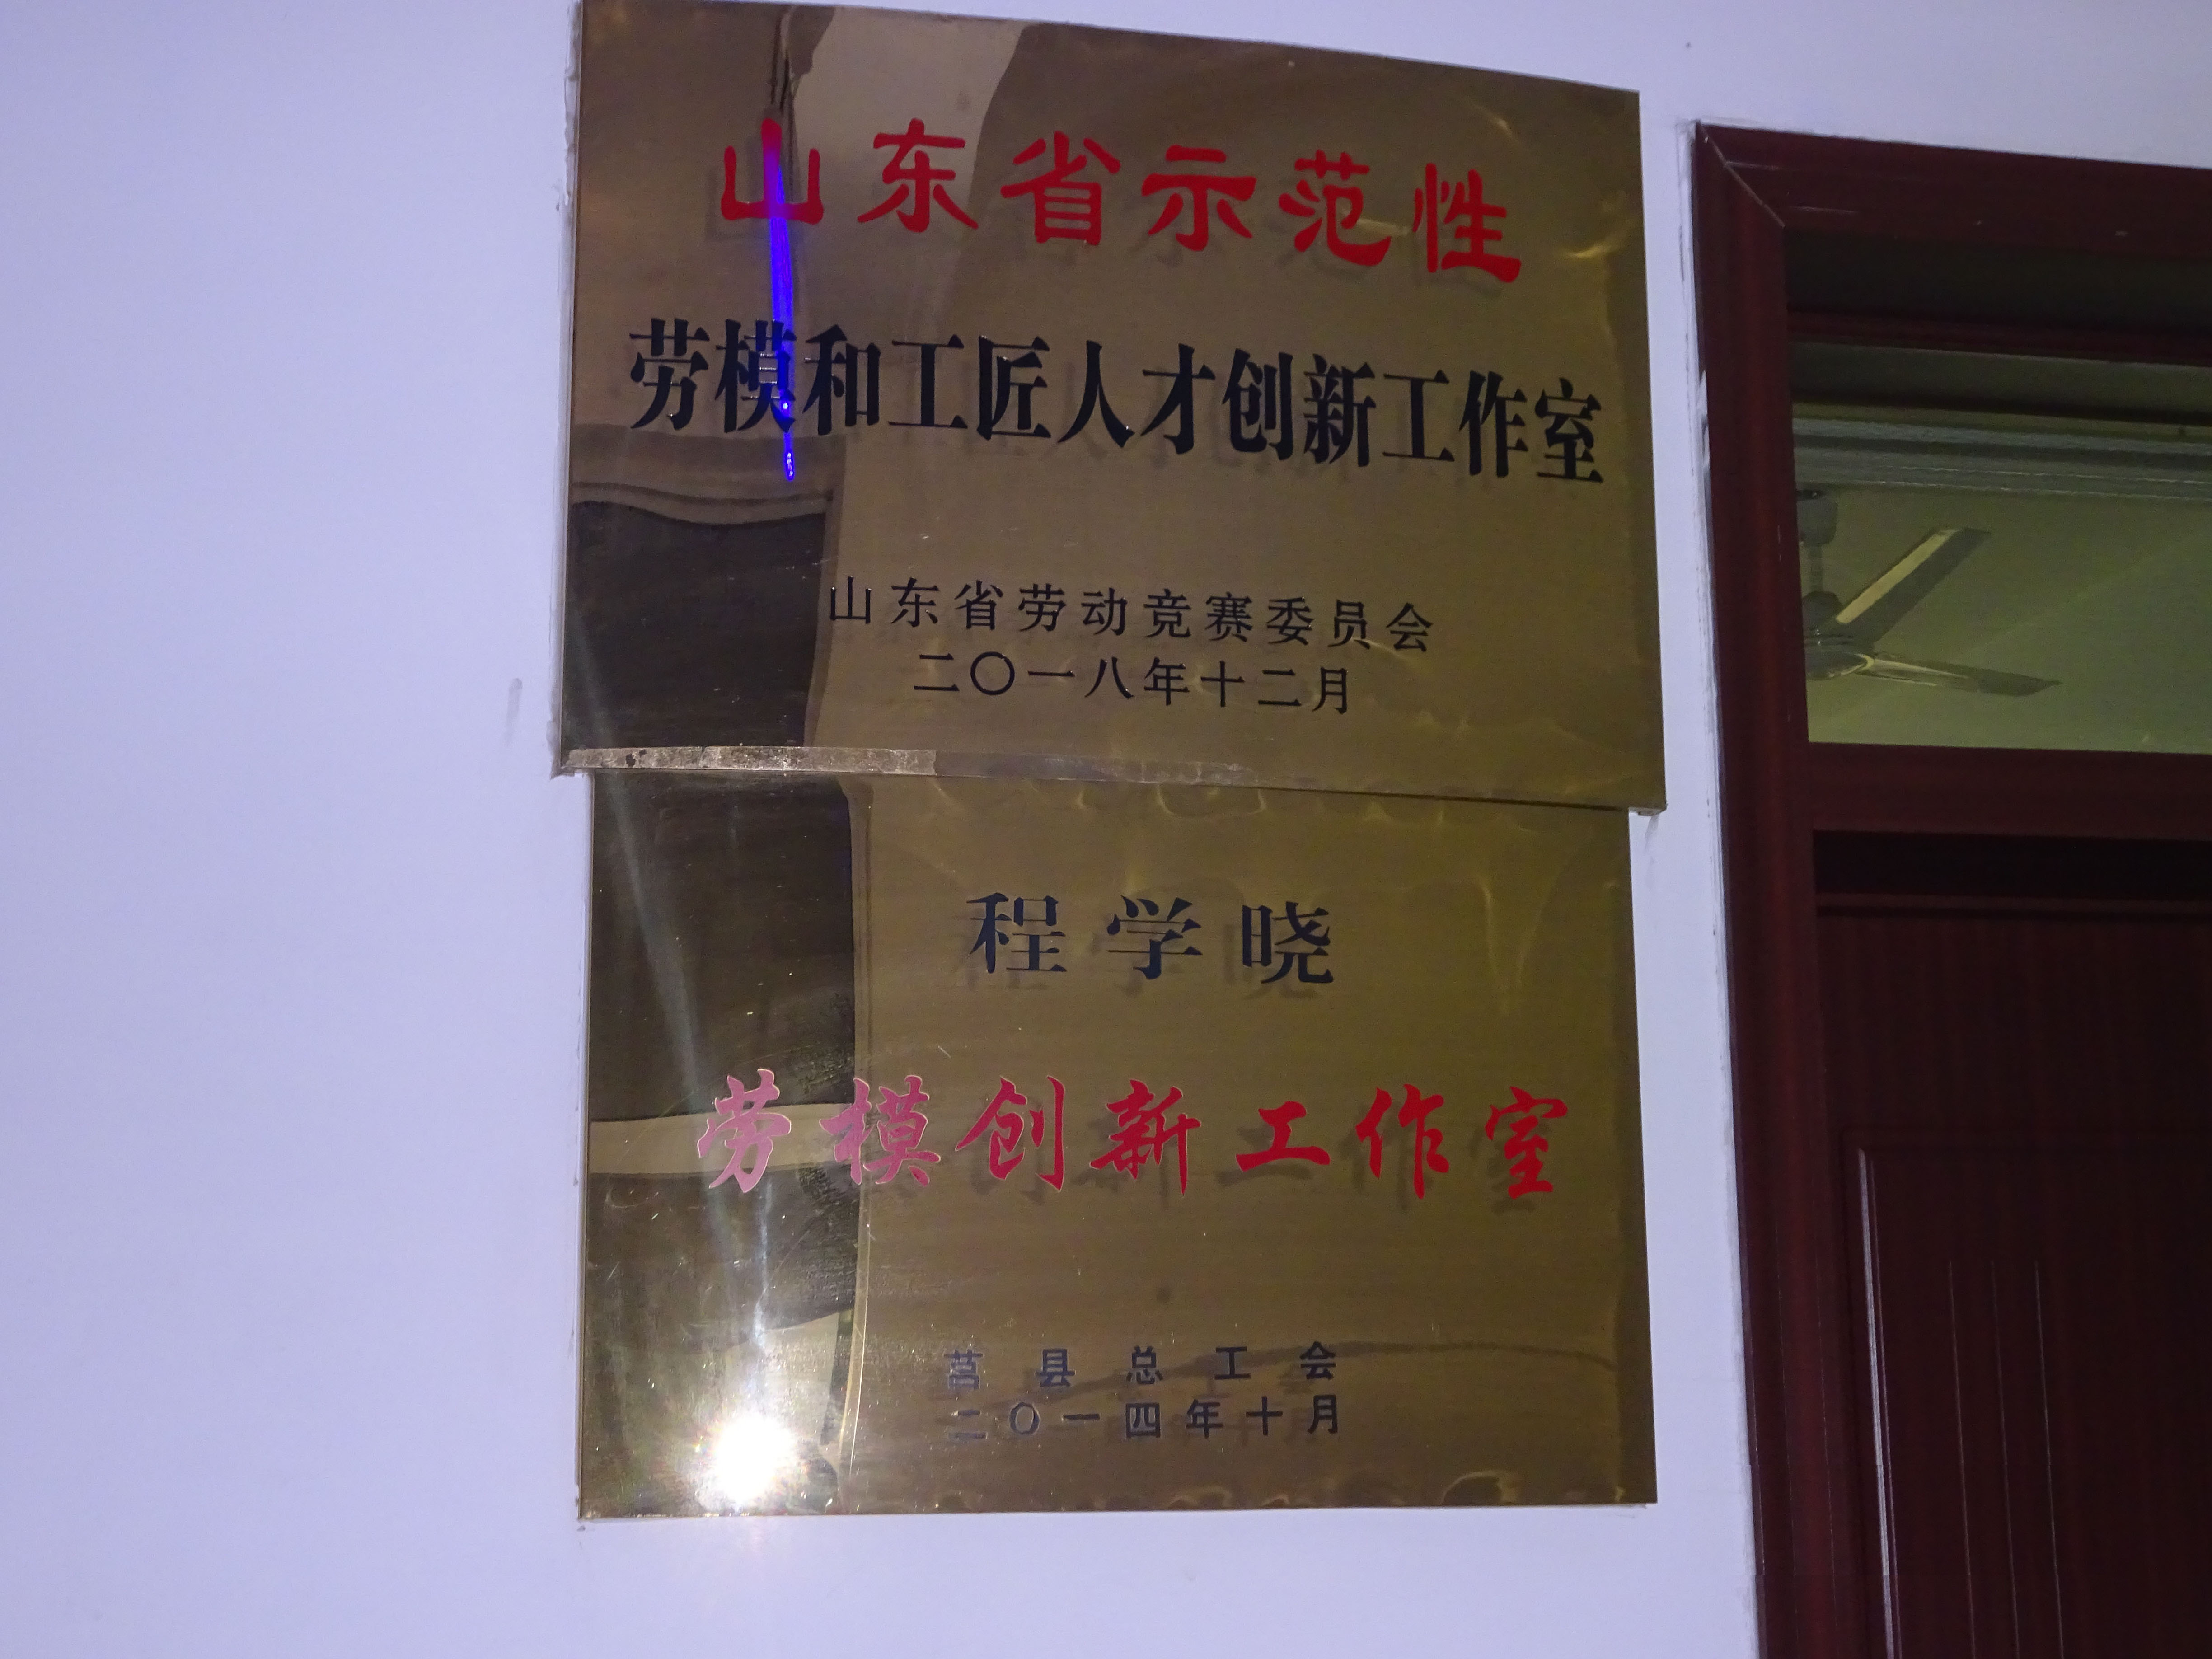 山东省示范性
劳模和工匠人才创新工作室
山东省劳动竞赛委员会
二〇一八年十二月
程学晓
劳模创新工作室
莒县总工会
二〇一四年十月